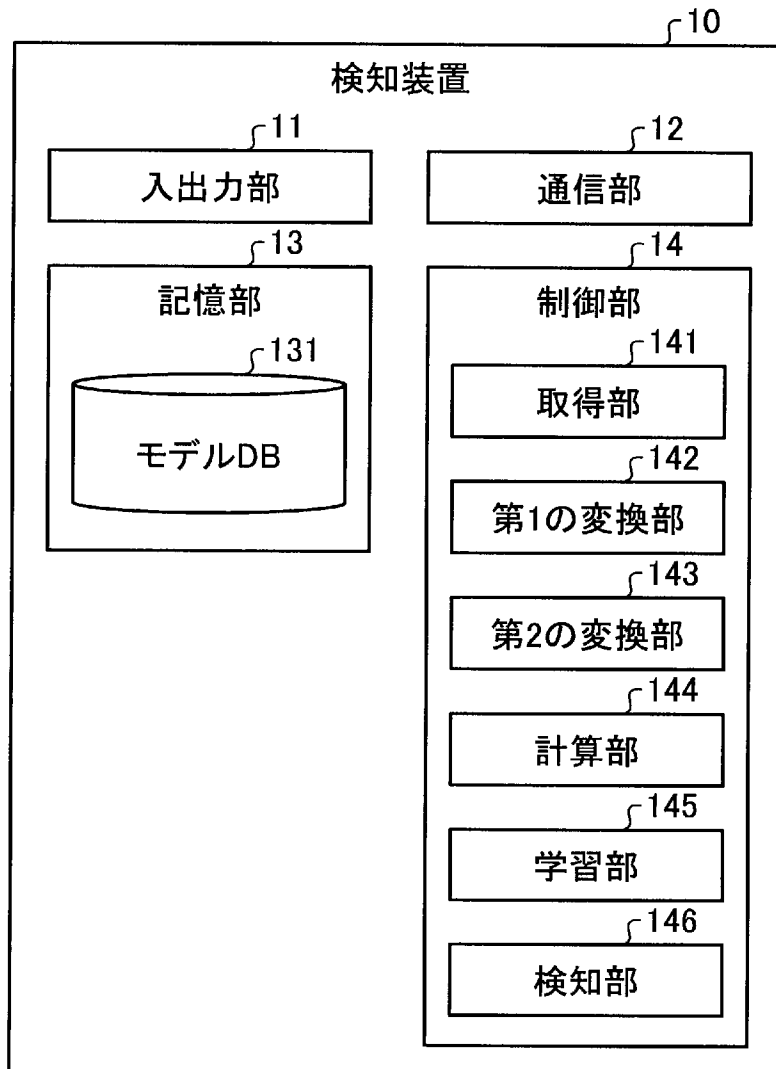 10
検知装置
11
入出力部
12
通信部
13
記憶部
131
モデルDB
14
制御部
141
取得部
142
第1の変換部
143
第2の変換部
144
計算部
145
学習部
146
検知部